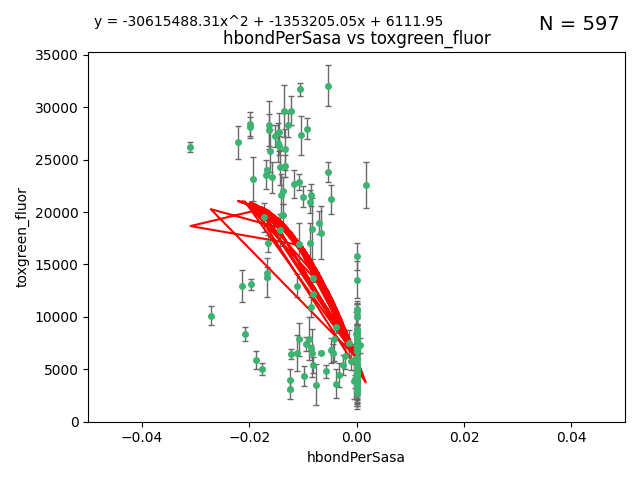 y = -30615488.31x^2 + -1353205.05x + 6111.95
N = 597
hbondPerSasa vs toxgreen_fluor
35000
30000
25000
20000
15000
10000
5000
0
toxgreen_fluor
−0.04
−0.02
0.00
0.02
0.04
hbondPerSasa